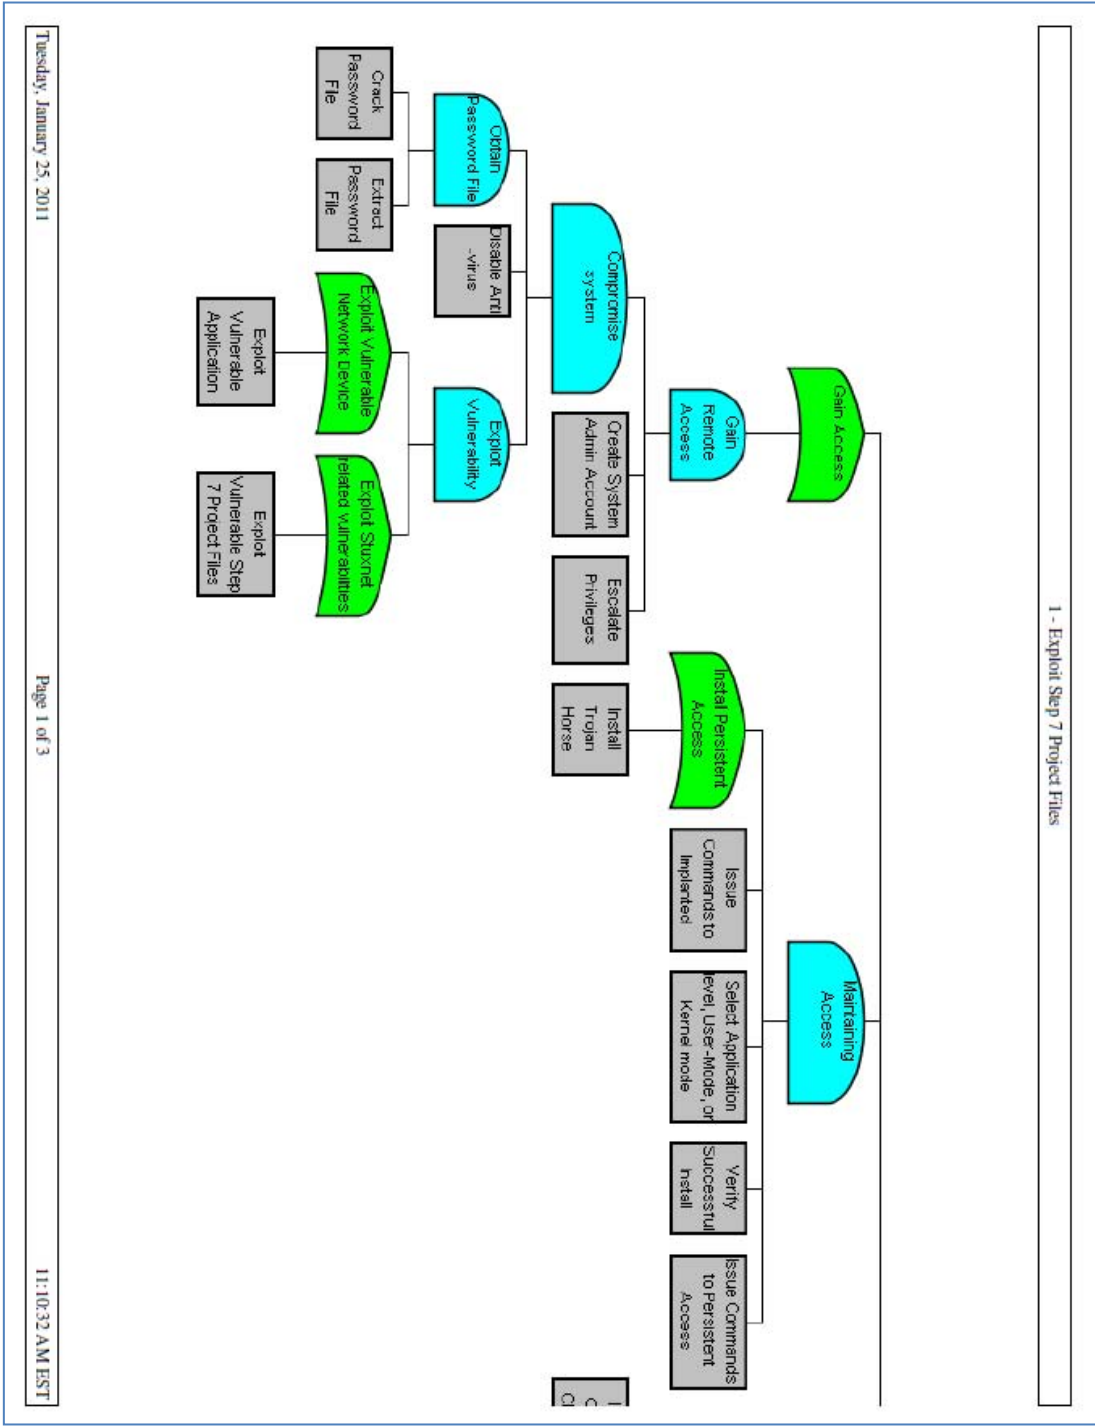 1 - Exploit Step 7 Project Files
Gain Access
Maintaining
Access
Gain
Remote
Access
Instal Persistent
Access
Issue
Commands to
Implanted
Select Application
level, User-Mode, or
Kernel mode
Verify
Successful
Install
Issue Commands
to Persistent
Access
Compromise
system
Create System
Admin Account
Escalate
Privileges
Install
Trojan
Horse
Obtain
Password File
Disable Anti
-virus
Exploit
Vulnerability
Crack
Password
File
Extract
Password
File
Exploit Vulnerable
Network Device
Exploit Stuxnet
related vulnerabilities
Exploit
Vulnerable
Application
Exploit
Vulnerable Step
7 Project Files
Tuesday, January 25, 2011
Page 1 of 3
11:10:32 AM EST